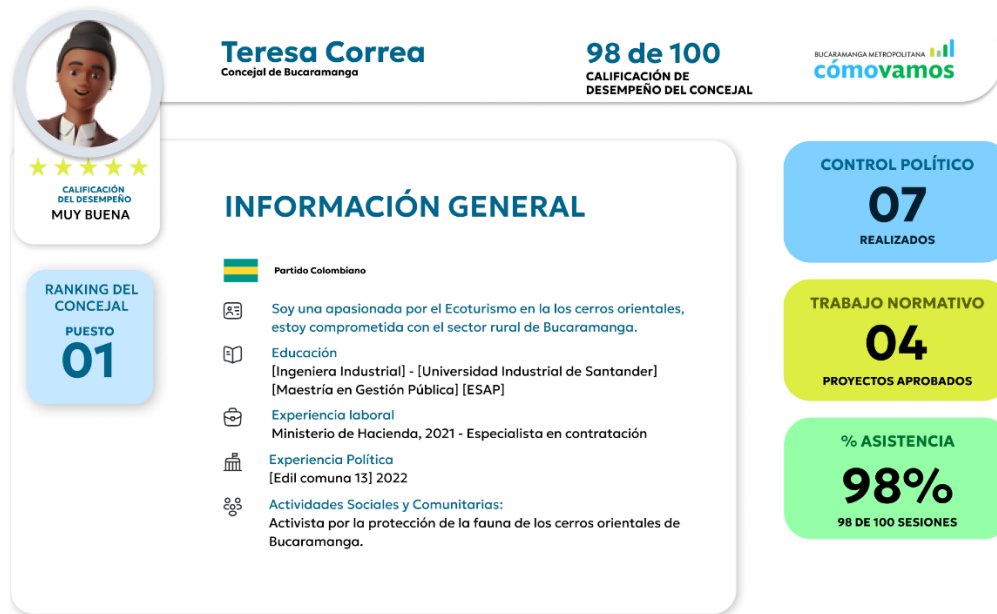 Teresa Correa
Concejal de Bucaramanga
98 de 100
CALIFICACIÓN DE
DESEMPEÑO DEL CONCEJAL
BUCARAMANGA METROPOLITANA
cómovamos
CALIFICACIÓN
DEL DESEMPEÑO
MUY BUENA
RANKING DEL
CONCEJAL
PUESTO
01
INFORMACIÓN GENERAL
Partido Colombiano
Soy una apasionada por el Ecoturismo en la los cerros orientales,
estoy comprometida con el sector rural de Bucaramanga.
Educación
[Ingeniera Industrial] - [Universidad Industrial de Santander]
[Maestría en Gestión Pública] [ESAP]
Experiencia laboral
Ministerio de Hacienda, 2021 - Especialista en contratación
Experiencia Política
[Edil comuna 13] 2022
Actividades Sociales y Comunitarias:
Activista por la protección de la fauna de los cerros orientales de
Bucaramanga.
CONTROL POLÍTICO
07
REALIZADOS
TRABAJO NORMATIVO
04
PROYECTOS APROBADOS
% ASISTENCIA
98%
98 DE 100 SESIONES